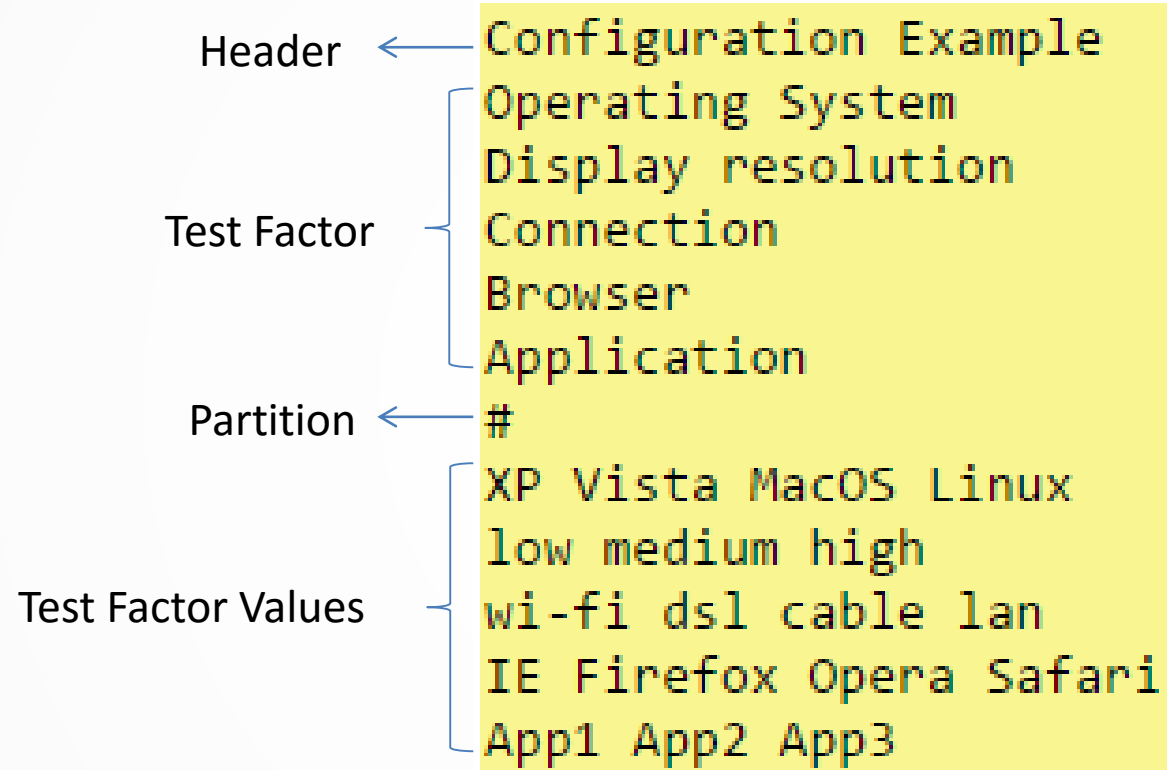 Header
Configuration Example
Operating System
Display resolution
Test Factor
Connection
Browser
Application
Partition
#
XP Vista MacOS Linux
low medium high
Test Factor Values
wi-fi dsl cable lan
IE Firefox Opera Safari
App1 App2 App3